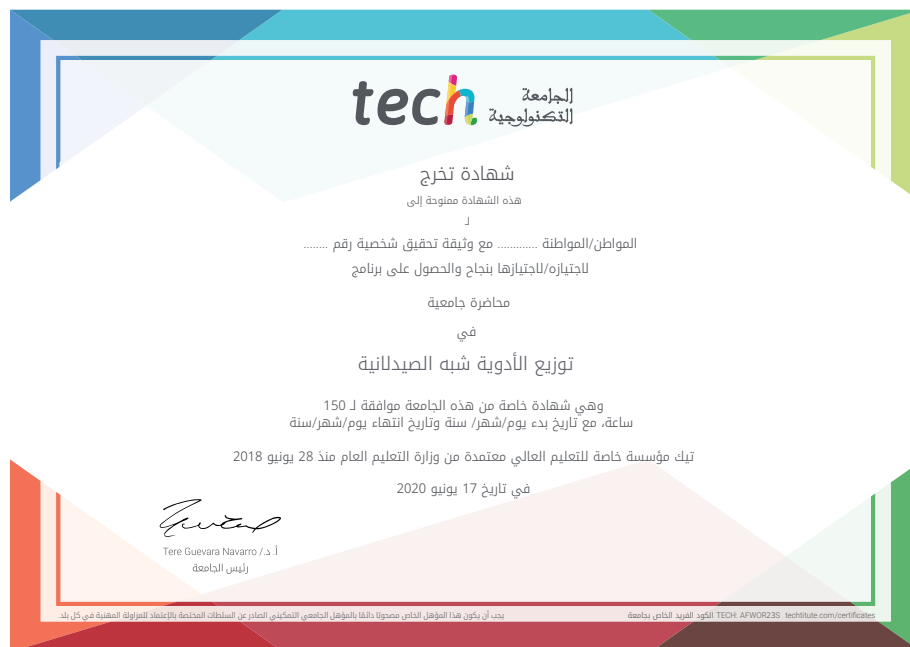 tech الجامعة
التكنولوجية
شهادة تخرج
هذه الشهادة ممنوحة إلى
لـ
المواطن/المواطنة ............. مع وثيقة تحقيق شخصية رقم ........
لاجتيازه/لاجتيازها بنجاح والحصول على برنامج
محاضرة جامعية
في
توزيع الأدوية شبه الصيدلانية
وهي شهادة خاصة من هذه الجامعة موافقة لـ 150
ساعة، مع تاريخ بدء يوم/شهر/ سنة وتاريخ انتهاء يوم/شهر/سنة
تيك مؤسسة خاصة للتعليم العالي معتمدة من وزارة التعليم العام منذ 28 يونيو 2018
في تاريخ 17 يونيو 2020
أ. د./ Tere Guevara Navarro
رئيس الجامعة
يجب أن يكون هذا المؤهل الخاص مصحوبًا دائمًا بالمؤهل الجامعي التمكيني الصادر عن السلطات المختصة بالإعتماد للمزاولة المهنية في كل بلد.
الكود الفريد الخاص بجامعة TECH: AFWOR23S techtitute.com/certificates